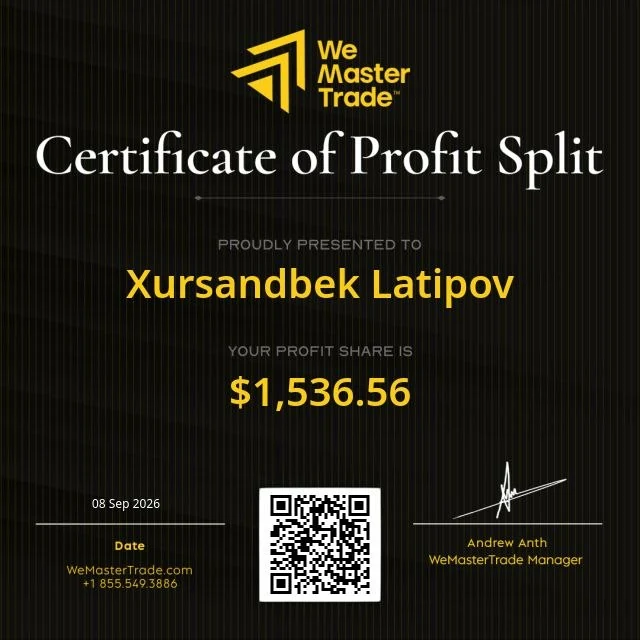 We
Master
Trade™
Certificate of Profit Split
PROUDLY PRESENTED TO
Xursandbek Latipov
YOUR PROFIT SHARE IS
$1,536.56
08 Sep 2026
Date
WeMasterTrade.com
+1 855.549.3886
Andrew Anth
WeMasterTrade Manager